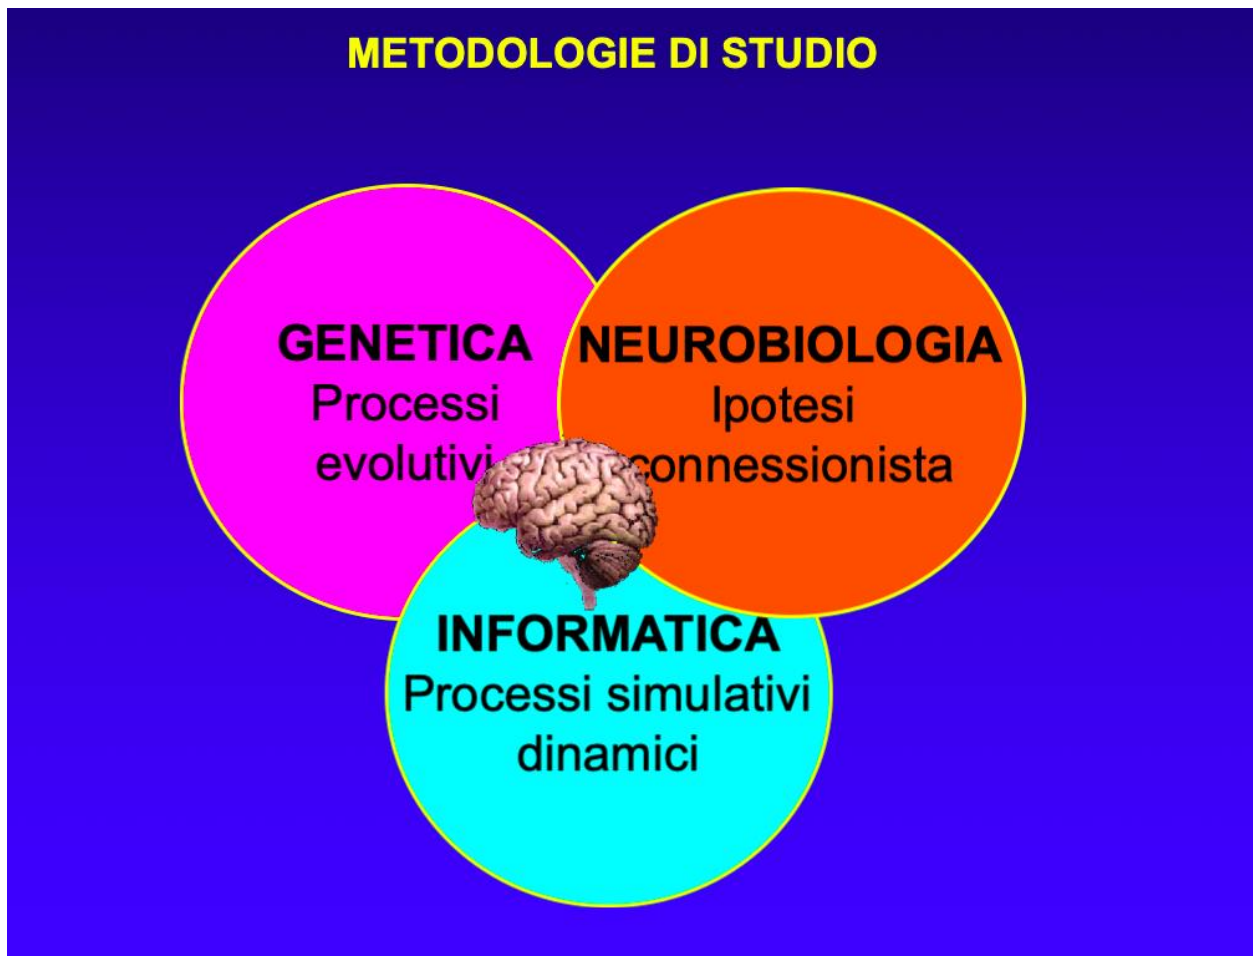 METODOLOGIE DI STUDIO
GENETICA
Processi
evolutivi
NEUROBIOLOGIA
Ipotesi
connessionista
INFORMATICA
Processi simulativi
dinamici